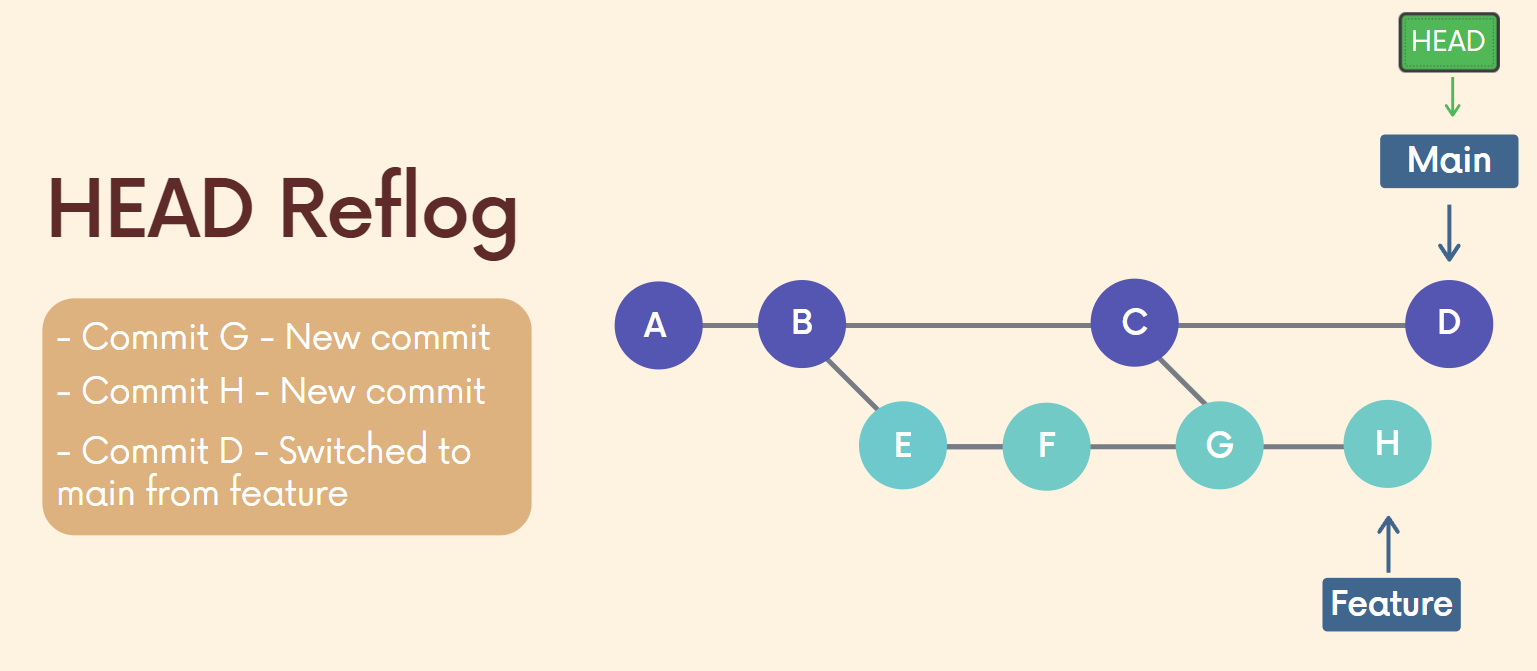 HEAD
Main
HEAD Reflog
- Commit G - New commit
- Commit H - New commit
- Commit D - Switched to
main from feature
A
B
C
D
E
F
G
H
Feature